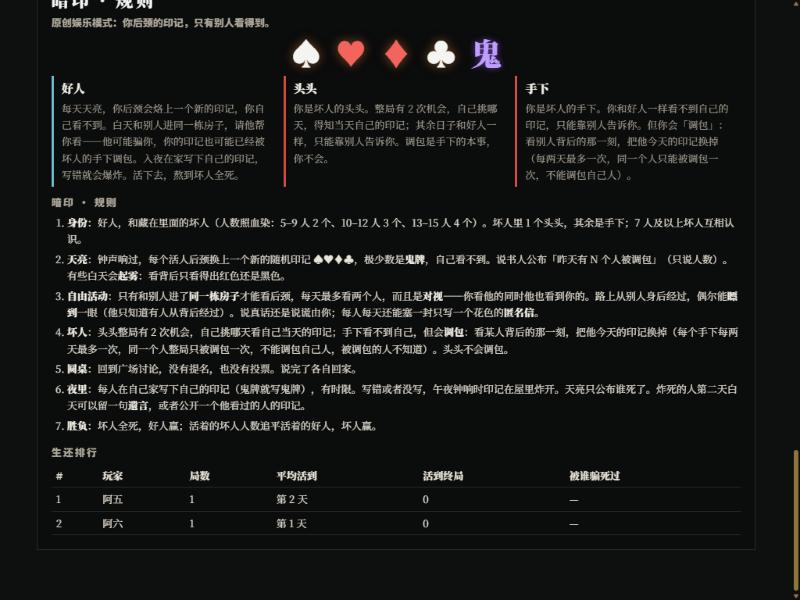 暗印 · 规则
原创娱乐模式：你后颈的印记，只有别人看得到。
♠ ♥ ♦ ♣ 鬼
好人
每天天亮，你后颈会烙上一个新的印记，你自
己看不到。白天和别人进同一栋房子，请他帮
你看——他可能骗你，你的印记也可能已经被
坏人的手下调包。入夜在家写下自己的印记，
写错就会爆炸。活下去，熬到坏人全死。
头头
你是坏人的头头。整局有 2 次机会，自己挑哪
天，得知当天自己的印记；其余日子和好人一
样，只能靠别人告诉你。调包是手下的本事，
你不会。
手下
你是坏人的手下。你和好人一样看不到自己的
印记，只能靠别人告诉你。但你会「调包」：
看别人背后的那一刻，把他今天的印记换掉
（每两天最多一次，同一个人只能被调包一
次，不能调包自己人）。
暗印 · 规则
1. 身份：好人，和藏在里面的坏人（人数照血染：5–9 人 2 个、10–12 人 3 个、13–15 人 4 个）。坏人里 1 个头头，其余是手下；7 人及以上坏人互相认
识。
2. 天亮：钟声响过，每个活人后颈换上一个新的随机印记 ♠♥♦♣，极少数是鬼牌，自己看不见。说书人公布「昨天有 N 个人被调包」（只说人数）。
有些白天会起雾：看背后只看得出红色还是黑色。
3. 自由活动：只有和别人进了同一栋房子才能看后颈，每天最多看两个人，而且是对视——你看他的同时他也看到你的。路上从别人身后经过，偶尔能瞟
到一眼（他只知道有人从背后经过）。说真话还是说谎由你；每人每天还能塞一封只写一个花色的匿名信。
4. 坏人：头头整局有 2 次机会，自己挑哪天看自己当天的印记；手下看不到自己，但会调包：看某人背后的那一刻，把他今天的印记换掉（每个手下每两
天最多一次，同一个人整局只被调包一次，不能调包自己人，被调包的人不知道）。头头不会调包。
5. 圆桌：回到广场讨论，没有提名，也没有投票。说完了各自回家。
6. 夜里：每人在自己家写下自己的印记（鬼牌就写鬼牌），有时限。写错或者没写，午夜钟响时印记在屋里炸开。天亮只公布谁死了。炸死的人第二天白
天可以留一句遗言，或者公开一个他看过的人的印记。
7. 胜负：坏人全死，好人赢；活着的坏人人数追平活着的好人，坏人赢。
生还排行
# 玩家 局数 平均活到 活到终局 被谁骗死过
1 阿五 1 第 2 天 0 —
2 阿六 1 第 1 天 0 —